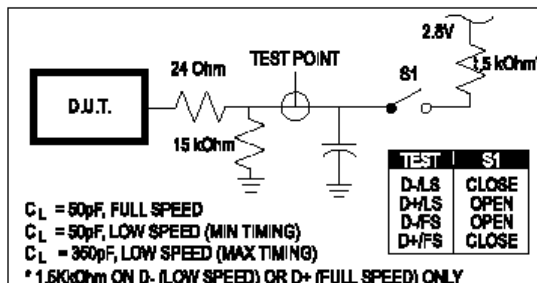 2.8V
24 Ohm
TEST POINT
1.5 kOhm*
S1
D.U.T.
15 kOhm
TEST S1
D-/LS CLOSE
D+/LS OPEN
D-/FS OPEN
D+/FS CLOSE
CL = 50pF, FULL SPEED
CL = 50pF, LOW SPEED (MIN TIMING)
CL = 350pF, LOW SPEED (MAX TIMING)
* 1.5KkOhm ON D- (LOW SPEED) OR D+ (FULL SPEED) ONLY